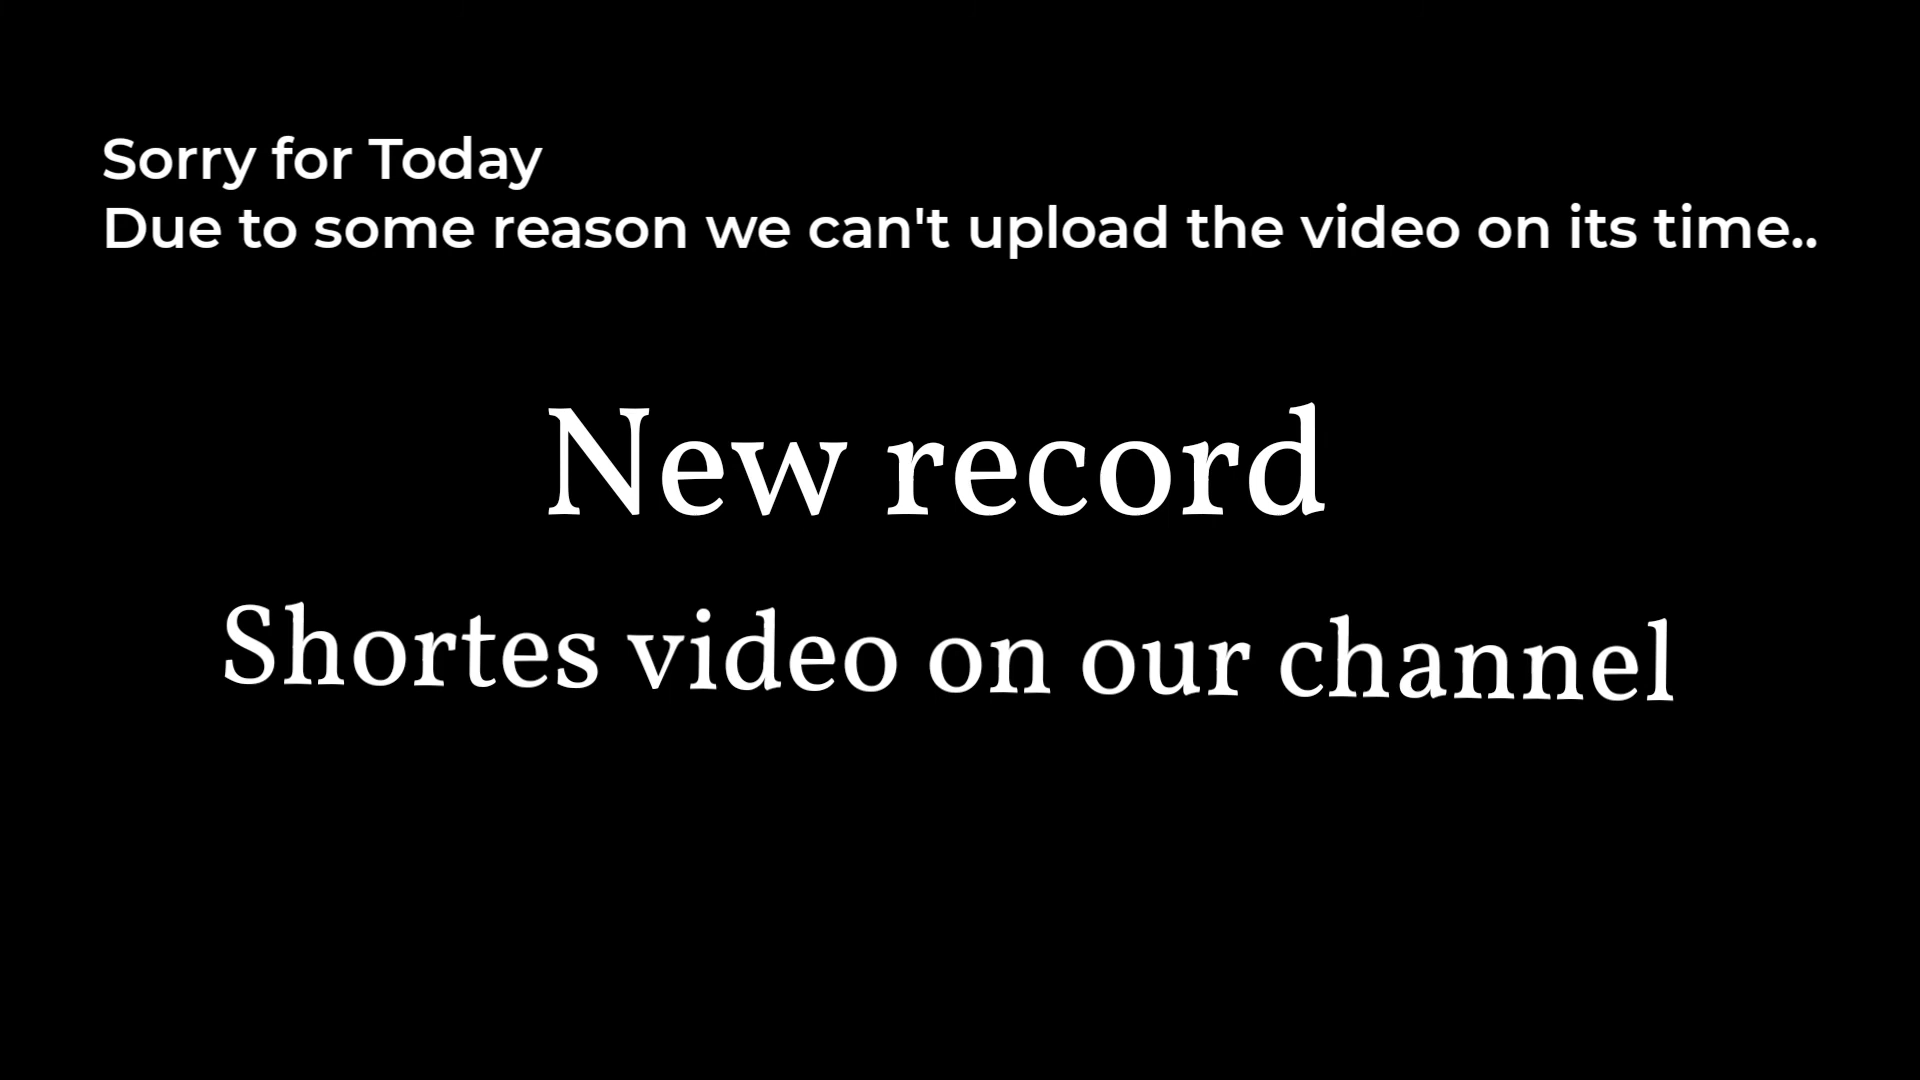 Sorry for Today
Due to some reason we can't upload the video on its time..
New record
Shortes video on our channel